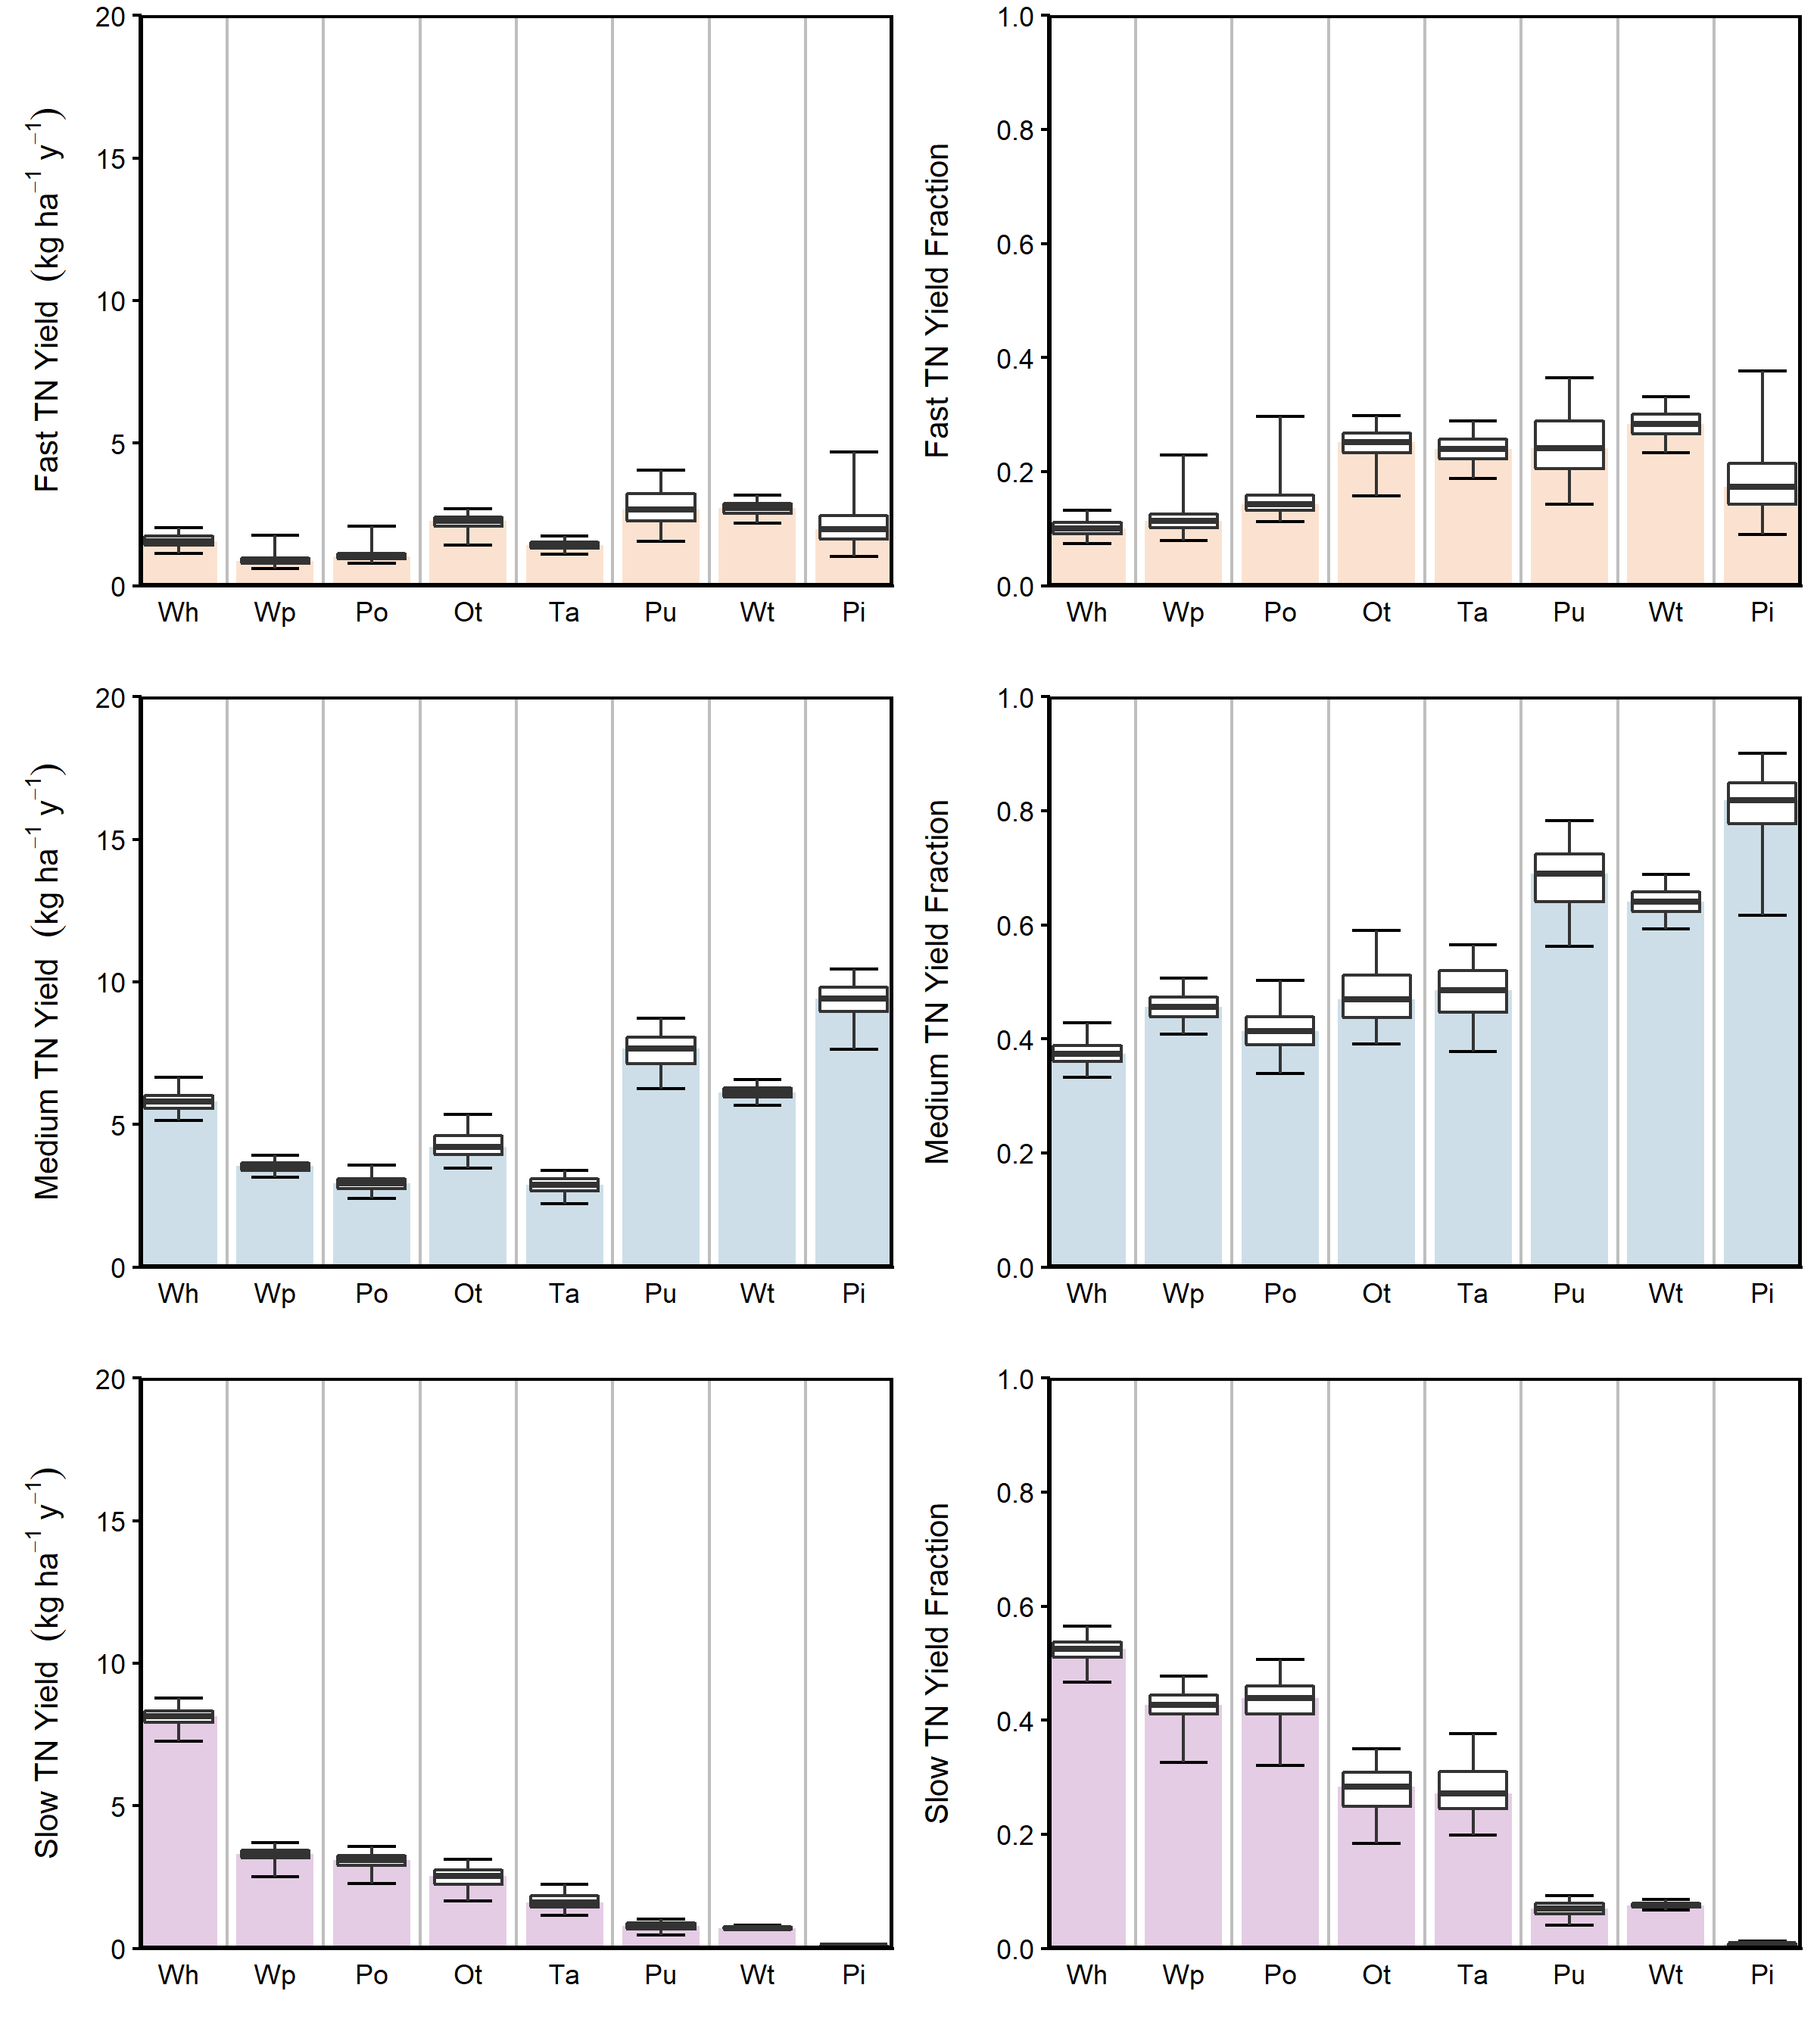 Fast TN Yield (kg ha⁻¹ y⁻¹)
20
15
10
5
0
Wh Wp Po Ot Ta Pu Wt Pi
Fast TN Yield Fraction
1.0
0.8
0.6
0.4
0.2
0.0
Wh Wp Po Ot Ta Pu Wt Pi
Medium TN Yield (kg ha⁻¹ y⁻¹)
20
15
10
5
0
Wh Wp Po Ot Ta Pu Wt Pi
Medium TN Yield Fraction
1.0
0.8
0.6
0.4
0.2
0.0
Wh Wp Po Ot Ta Pu Wt Pi
Slow TN Yield (kg ha⁻¹ y⁻¹)
20
15
10
5
0
Wh Wp Po Ot Ta Pu Wt Pi
Slow TN Yield Fraction
1.0
0.8
0.6
0.4
0.2
0.0
Wh Wp Po Ot Ta Pu Wt Pi